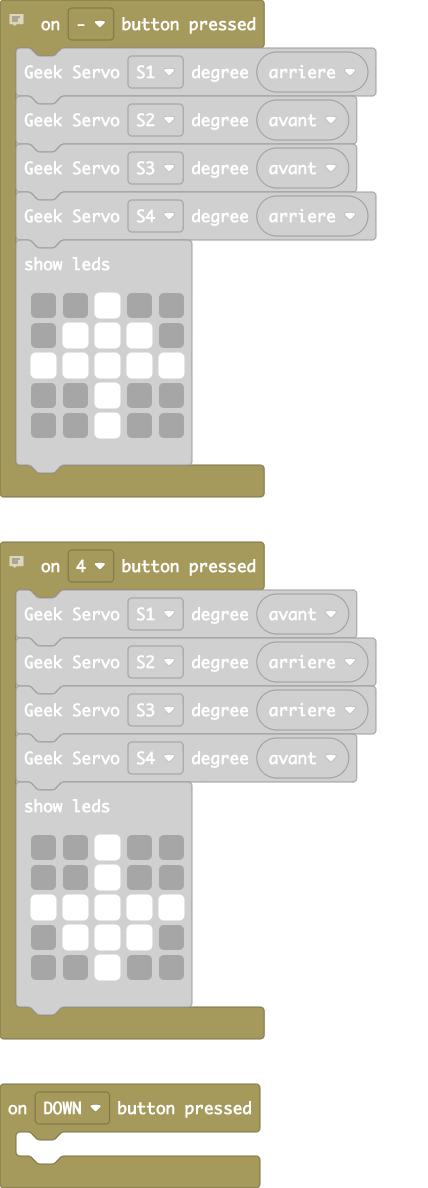 on - button pressed
Geek Servo S1 degree arriere
Geek Servo S2 degree avant
Geek Servo S3 degree avant
Geek Servo S4 degree arriere
show leds
on 4 button pressed
Geek Servo S1 degree avant
Geek Servo S2 degree arriere
Geek Servo S3 degree arriere
Geek Servo S4 degree avant
show leds
on DOWN button pressed